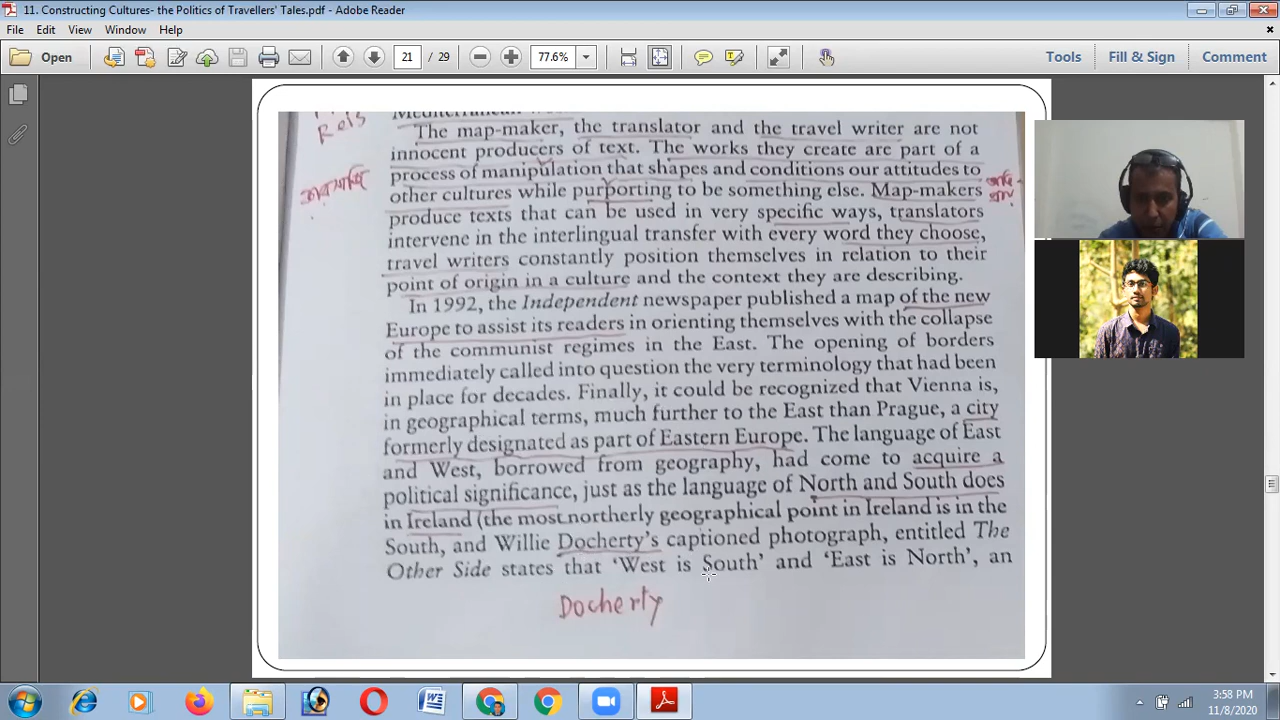 11. Constructing Cultures- the Politics of Travellers' Tales.pdf - Adobe Reader
File Edit View Window Help
Open 21 / 29 77.6% Tools Fill & Sign Comment
Reis
The map-maker, the translator and the travel writer are not
innocent producers of text. The works they create are part of a
process of manipulation that shapes and conditions our attitudes to
other cultures while purporting to be something else. Map-makers
produce texts that can be used in very specific ways, translators
intervene in the interlingual transfer with every word they choose,
travel writers constantly position themselves in relation to their
point of origin in a culture and the context they are describing.
In 1992, the Independent newspaper published a map of the new
Europe to assist its readers in orienting themselves with the collapse
of the communist regimes in the East. The opening of borders
immediately called into question the very terminology that had been
in place for decades. Finally, it could be recognized that Vienna is,
in geographical terms, much further to the East than Prague, a city
formerly designated as part of Eastern Europe. The language of East
and West, borrowed from geography, had come to acquire a
political significance, just as the language of North and South does
in Ireland (the most northerly geographical point in Ireland is in the
South, and Willie Docherty's captioned photograph, entitled The
Other Side states that 'West is South' and 'East is North', an
Docherty
3:58 PM
11/8/2020